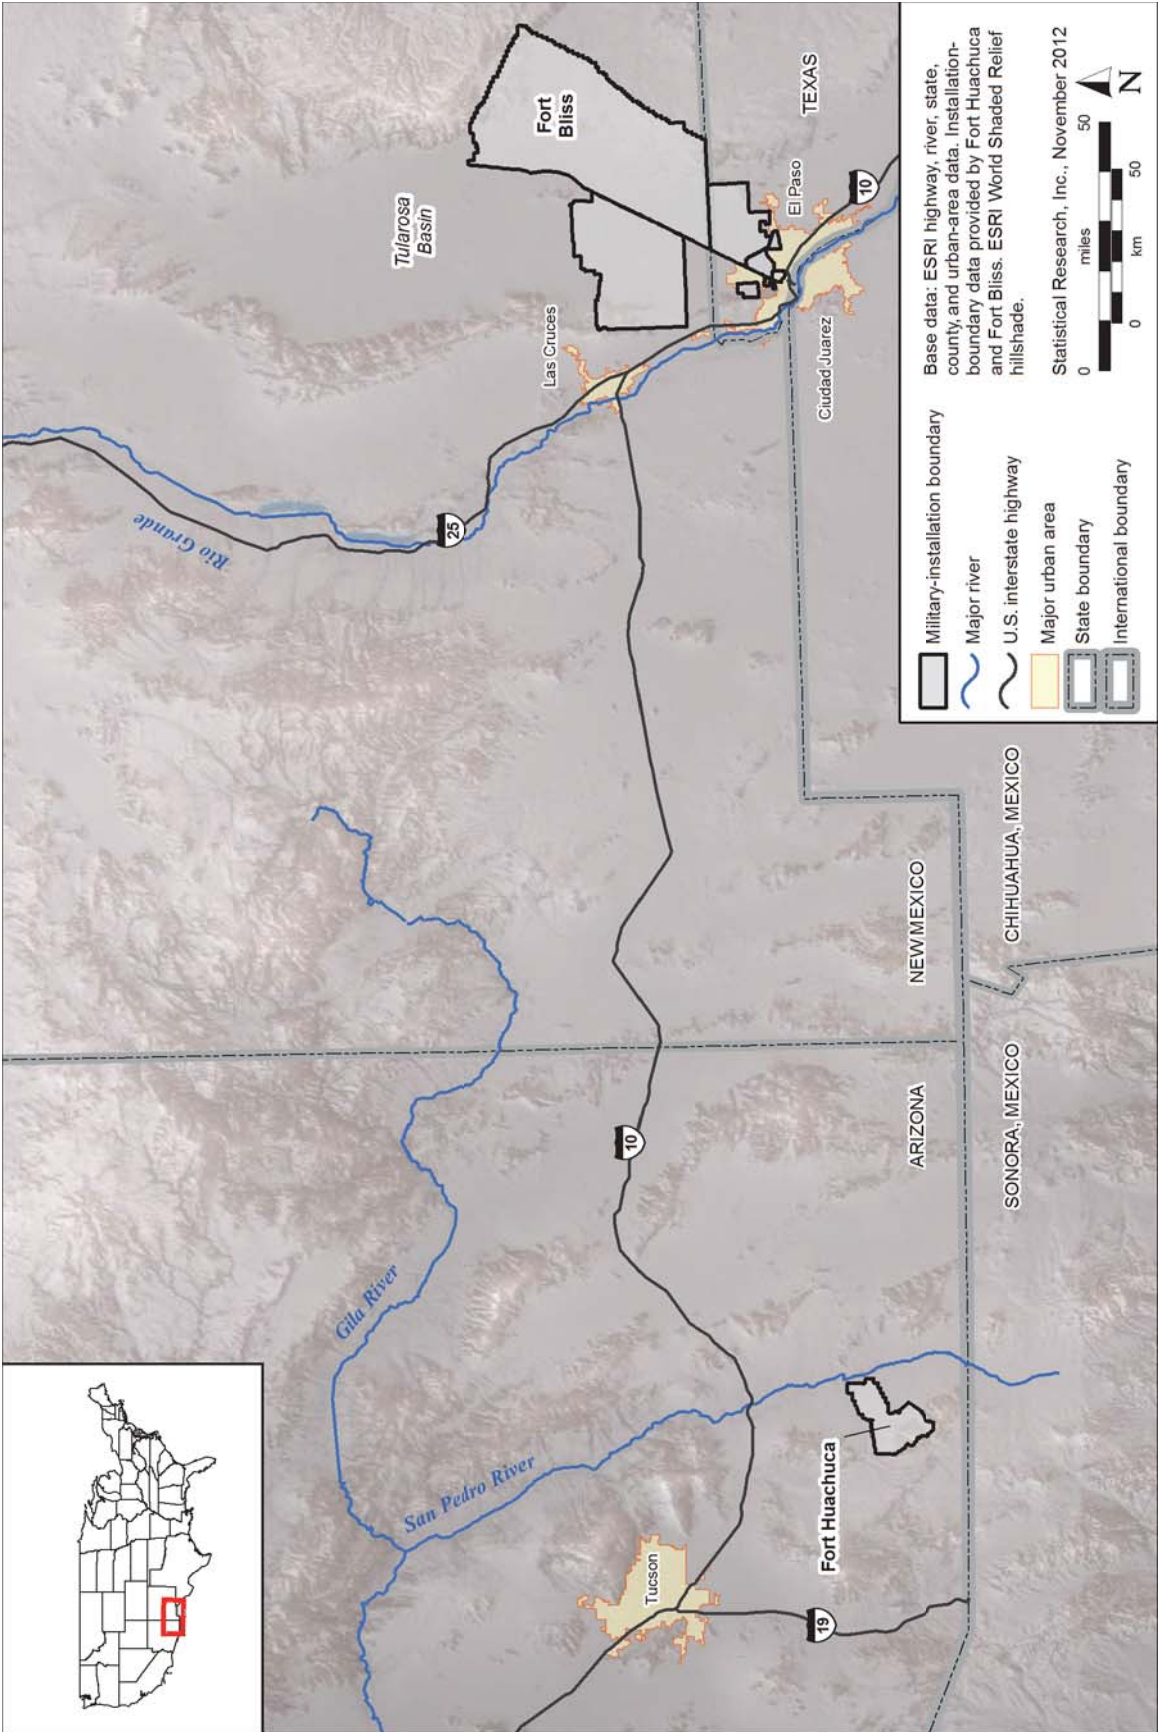 Rio Grande
25
Tularosa
Basin
Fort
Bliss
Las Cruces
TEXAS
El Paso
10
Ciudad Juarez
Gila River
San Pedro River
10
Tucson
19
Fort Huachuca
ARIZONA
NEW MEXICO
SONORA, MEXICO
CHIHUAHUA, MEXICO
Military-installation boundary
Major river
U.S. interstate highway
Major urban area
State boundary
International boundary
Base data: ESRI highway, river, state,
county, and urban-area data. Installation-
boundary data provided by Fort Huachuca
and Fort Bliss. ESRI World Shaded Relief
hillshade.
Statistical Research, Inc., November 2012
0 miles 50
0 km 50
N